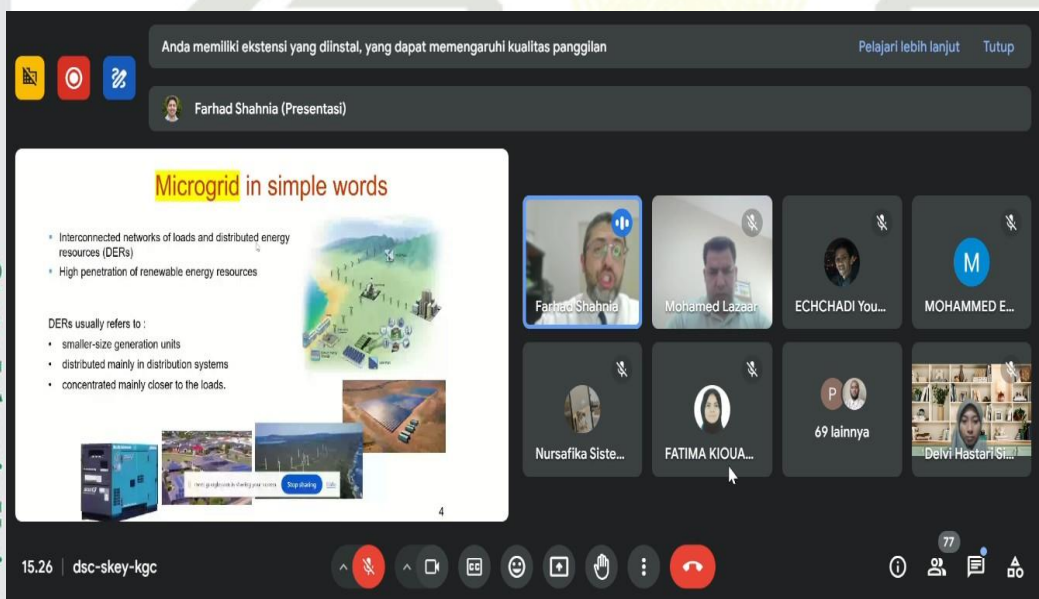 Anda memiliki ekstensi yang diinstal, yang dapat memengaruhi kualitas panggilan
Pelajari lebih lanjut
Tutup
Farhad Shahnia (Presentasi)
Microgrid in simple words
• Interconnected networks of loads and distributed energy
resources (DERs)
• High penetration of renewable energy resources
DERs usually refers to :
• smaller-size generation units
• distributed mainly in distribution systems
• concentrated mainly closer to the loads.
Stop sharing
4
Farhad Shahnia
Mohamed Lazaar
ECHCHADI You...
M
MOHAMMED E...
Nursafika Siste...
FATIMA KIOUA...
P
69 lainnya
Delvi Hastari Si...
15.26 | dsc-skey-kgc
CC
77